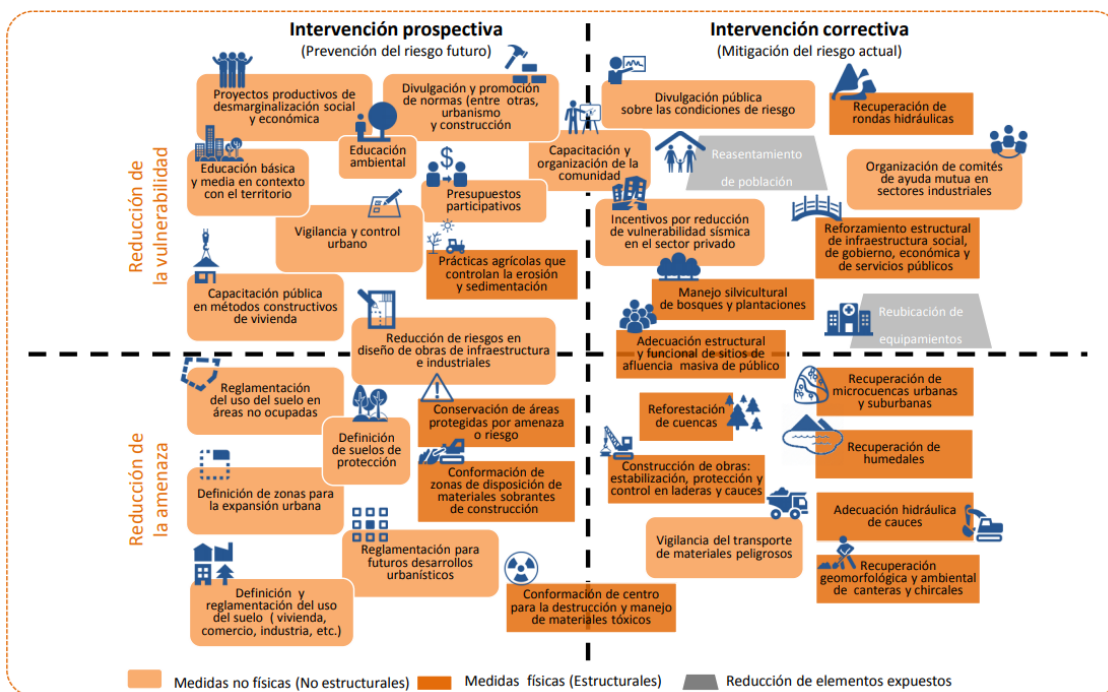 Intervención prospectiva
(Prevención del riesgo futuro)
Intervención correctiva
(Mitigación del riesgo actual)
Reducción de
la vulnerabilidad
Proyectos productivos de
desmarginalización social
y económica
Divulgación y promoción
de normas (entre otras,
urbanismo
y construcción
Educación
ambiental
Educación básica
y media en contexto
con el territorio
Capacitación y
organización de la
comunidad
Presupuestos
participativos
Vigilancia y control
urbano
Prácticas agrícolas que
controlan la erosión
y sedimentación
Capacitación pública
en métodos constructivos
de vivienda
Reducción de riesgos en
diseño de obras de infraestructura
e industriales
Divulgación pública
sobre las condiciones de riesgo
Recuperación de
rondas hidráulicas
Reasentamiento
de población
Organización de comités
de ayuda mutua en
sectores industriales
Incentivos por reducción
de vulnerabilidad sísmica
en el sector privado
Reforzamiento estructural
de infraestructura social,
de gobierno, económica y
de servicios públicos
Manejo silvicultural
de bosques y plantaciones
Reubicación de
equipamientos
Adecuación estructural
y funcional de sitios de
afluencia masiva de público
Reducción de
la amenaza
Reglamentación
del uso del suelo en
áreas no ocupadas
Definición
de suelos de
protección
Conservación de áreas
protegidas por amenaza
o riesgo
Conformación de
zonas de disposición de
materiales sobrantes
de construcción
Definición de zonas para
la expansión urbana
Reglamentación para
futuros desarrollos
urbanísticos
Definición y
reglamentación del uso
del suelo ( vivienda,
comercio, industria, etc.)
Conformación de centro
para la destrucción y manejo
de materiales tóxicos
Recuperación de
microcuencas urbanas
y suburbanas
Reforestación
de cuencas
Recuperación de
humedales
Construcción de obras:
estabilización, protección y
control en laderas y cauces
Adecuación hidráulica
de cauces
Vigilancia del transporte
de materiales peligrosos
Recuperación
geomorfológica y ambiental
de canteras y chircales
Medidas no físicas (No estructurales)
Medidas físicas (Estructurales)
Reducción de elementos expuestos